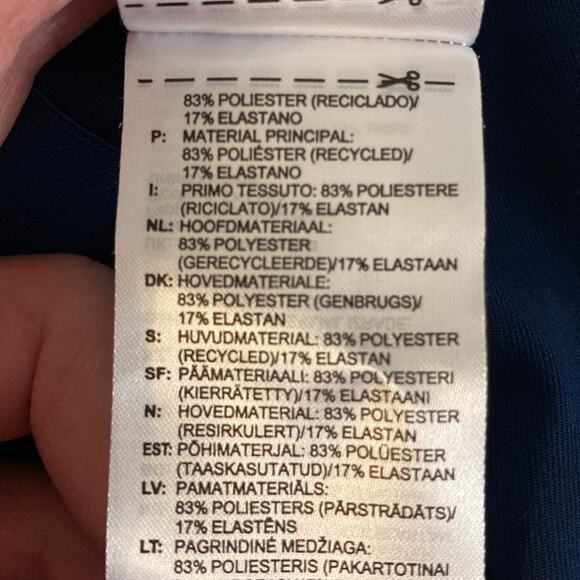 83% POLIESTER (RECICLADO)/
17% ELASTANO
P: MATERIAL PRINCIPAL:
83% POLIÉSTER (RECYCLED)/
17% ELASTANO
I: PRIMO TESSUTO: 83% POLIESTERE
(RICICLATO)/17% ELASTAN
NL: HOOFDMATERIAAL:
83% POLYESTER
(GERECYCLEERDE)/17% ELASTAAN
DK: HOVEDMATERIALE:
83% POLYESTER (GENBRUGS)/
17% ELASTAN
S: HUVUDMATERIAL: 83% POLYESTER
(RECYCLED)/17% ELASTAN
SF: PÄÄMATERIAALI: 83% POLYESTERI
(KIERRÄTETTY)/17% ELASTAANI
N: HOVEDMATERIAL: 83% POLYESTER
(RESIRKULERT)/17% ELASTAN
EST: PÕHIMATERJAL: 83% POLÜESTER
(TAASKASUTATUD)/17% ELASTAAN
LV: PAMATMATERIĀLS:
83% POLIESTERS (PĀRSTRĀDĀTS)/
17% ELASTĒNS
LT: PAGRINDINĖ MEDŽIAGA:
83% POLIESTERIS (PAKARTOTINAI